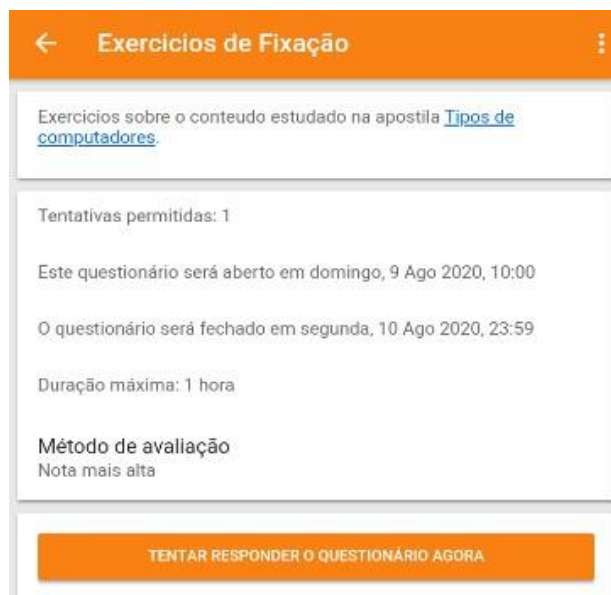 Exercicios de Fixação
Exercicios sobre o conteudo estudado na apostila Tipos de
computadores.
Tentativas permitidas: 1
Este questionário será aberto em domingo, 9 Ago 2020, 10:00
O questionário será fechado em segunda, 10 Ago 2020, 23:59
Duração máxima: 1 hora
Método de avaliação
Nota mais alta
TENTAR RESPONDER O QUESTIONÁRIO AGORA